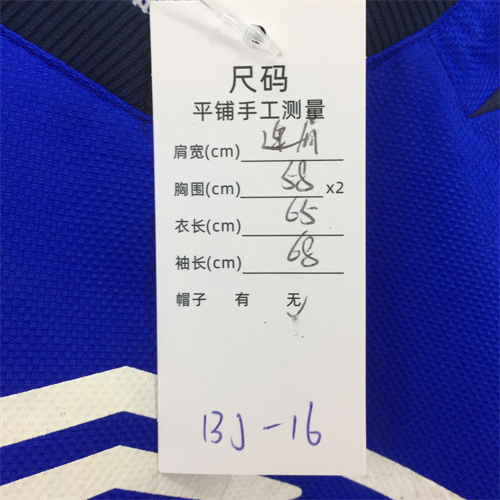 尺码
平铺手工测量
肩宽(cm) 连肩
胸围(cm) 58 x2
衣长(cm) 65
袖长(cm) 68
帽子 有 无✓
BJ-16